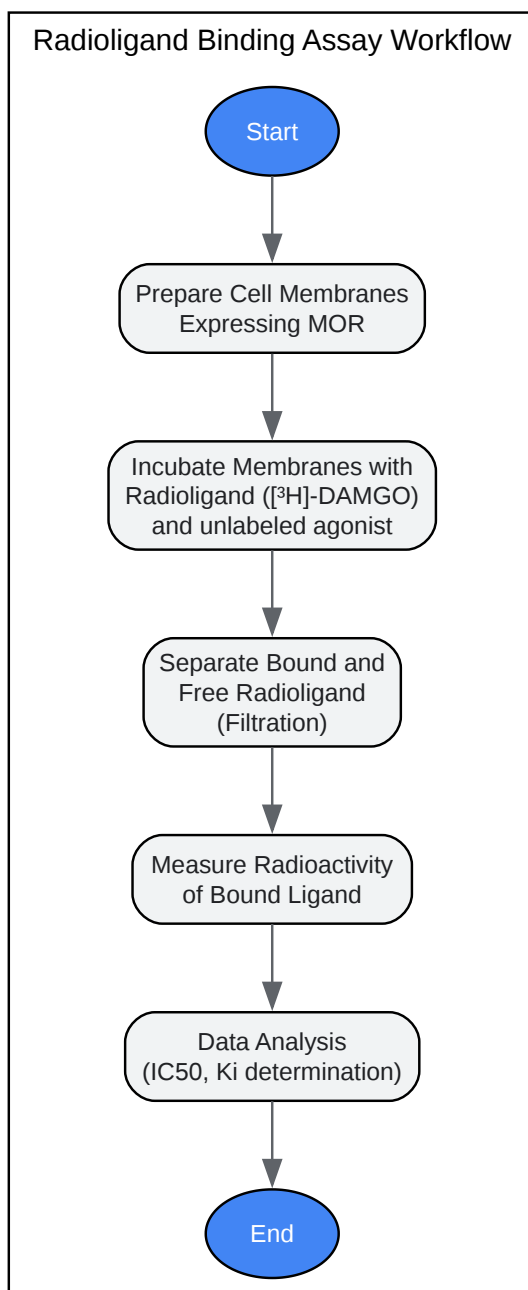 Radioligand Binding Assay Workflow
Start
Prepare Cell Membranes
Expressing MOR
Incubate Membranes with
Radioligand ([³H]-DAMGO)
and unlabeled agonist
Separate Bound and
Free Radioligand
(Filtration)
Measure Radioactivity
of Bound Ligand
Data Analysis
(IC50, Ki determination)
End